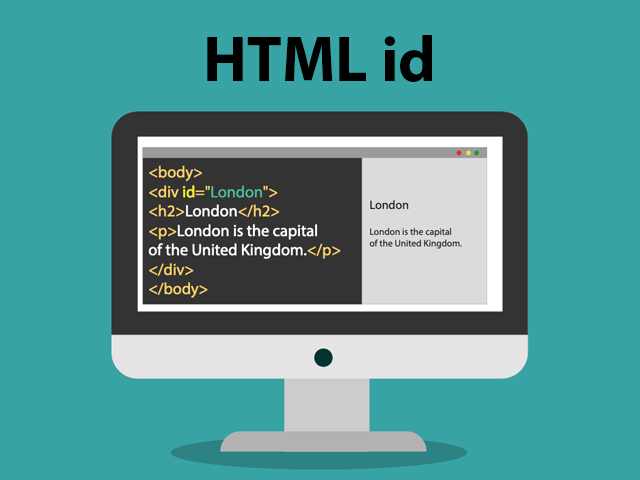 HTML id
<body>
<div id="London">
<h2>London</h2>
<p>London is the capital
of the United Kingdom.</p>
</div>
</body>
London
London is the capital
of the United Kingdom.